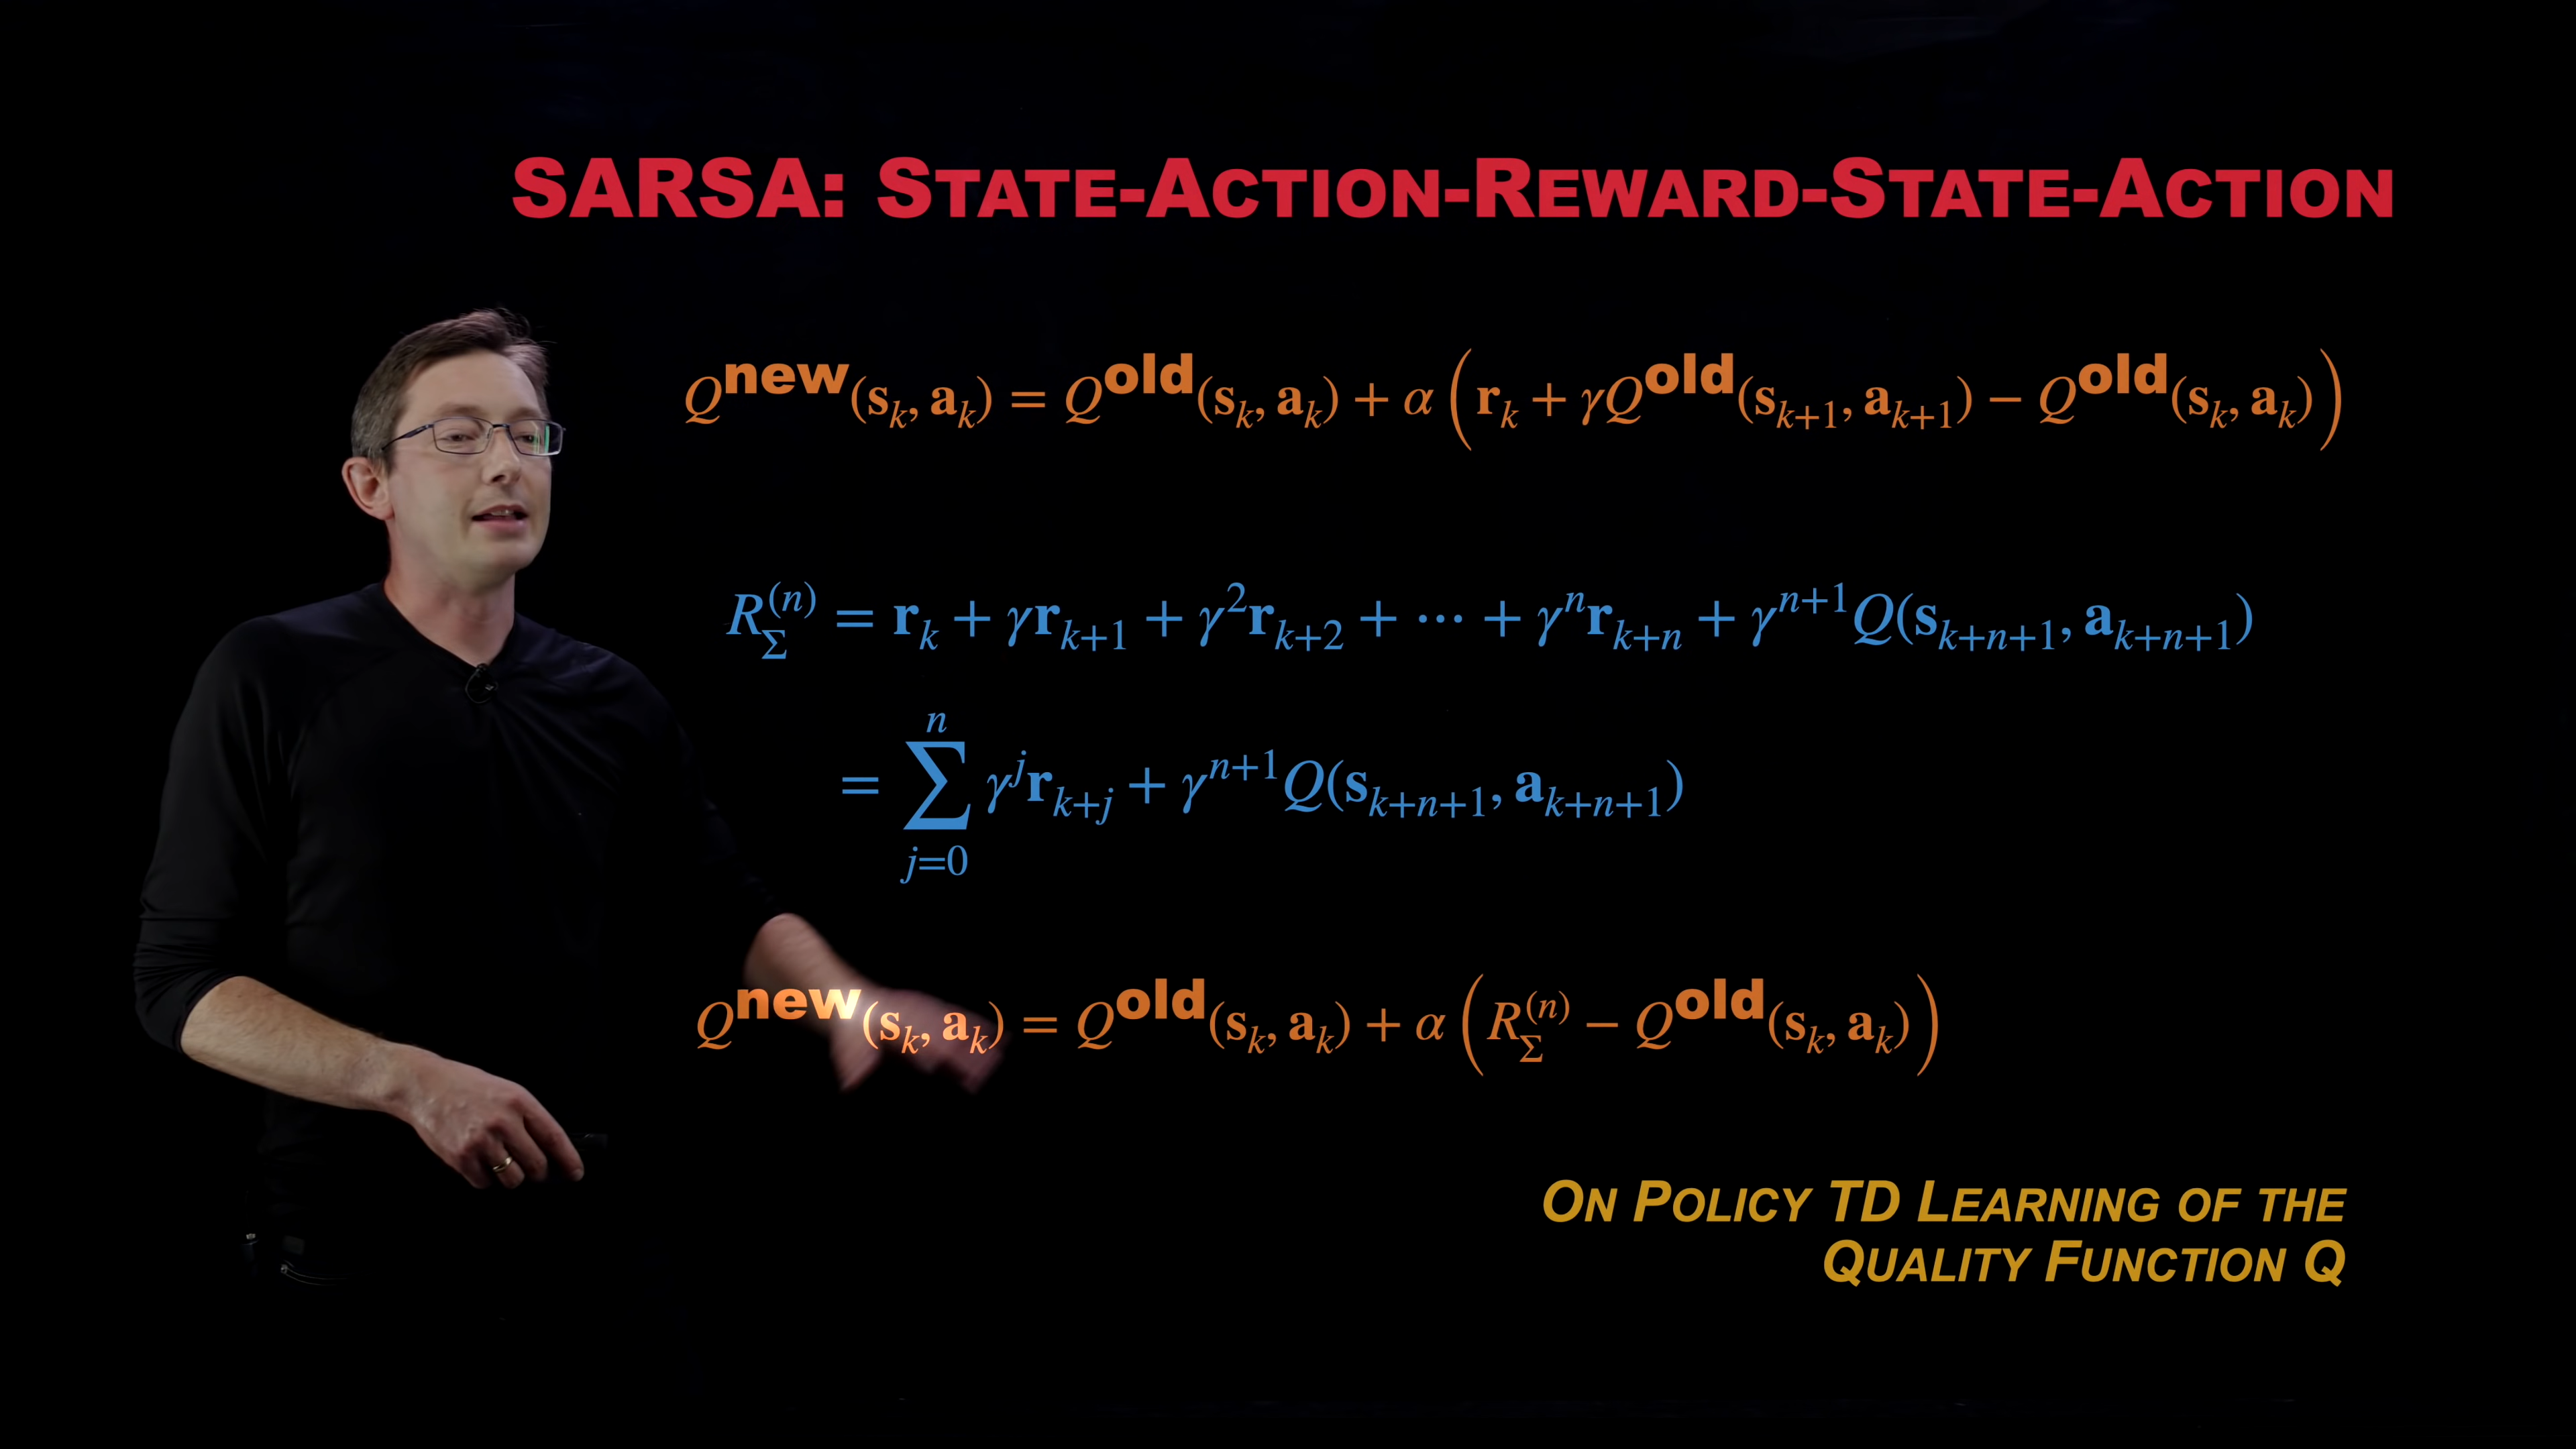 SARSA: STATE-ACTION-REWARD-STATE-ACTION
Q^new(s_k, a_k) = Q^old(s_k, a_k) + α (r_k + γQ^old(s_{k+1}, a_{k+1}) − Q^old(s_k, a_k))
R_Σ^(n) = r_k + γr_{k+1} + γ^2 r_{k+2} + ··· + γ^n r_{k+n} + γ^{n+1} Q(s_{k+n+1}, a_{k+n+1})
= ∑_{j=0}^{n} γ^j r_{k+j} + γ^{n+1} Q(s_{k+n+1}, a_{k+n+1})
Q^new(s_k, a_k) = Q^old(s_k, a_k) + α (R_Σ^(n) − Q^old(s_k, a_k))
ON POLICY TD LEARNING OF THE
QUALITY FUNCTION Q